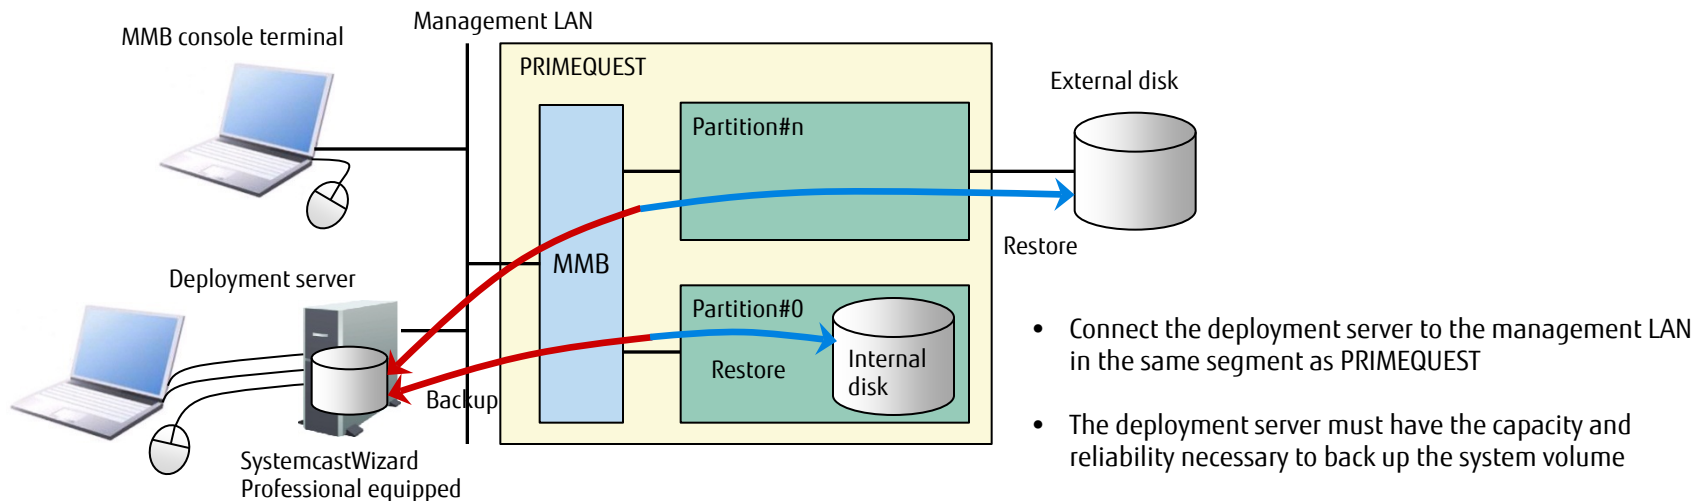 Management LAN
MMB console terminal
PRIMEQUEST
External disk
Partition#n
Restore
MMB
Deployment server
Partition#0
Internal
disk
Restore
Backup
SystemcastWizard
Professional equipped
• Connect the deployment server to the management LAN
in the same segment as PRIMEQUEST
• The deployment server must have the capacity and
reliability necessary to back up the system volume